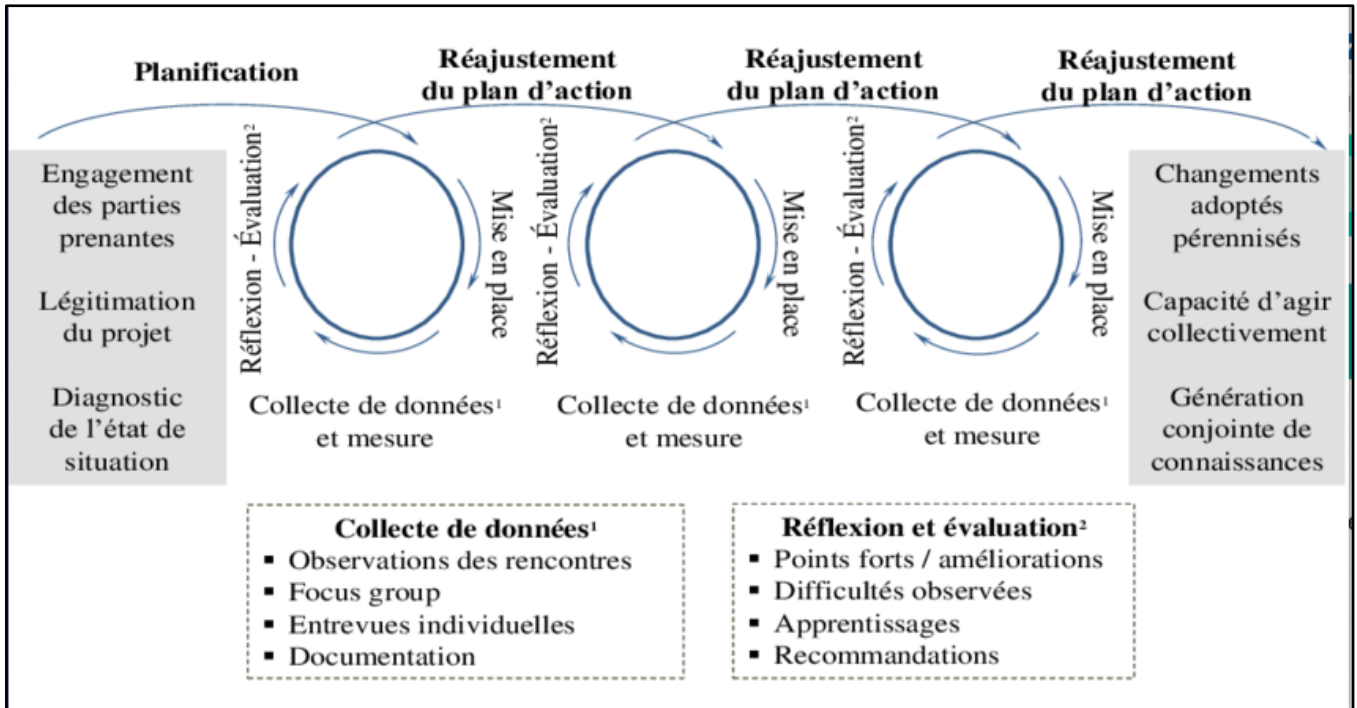 Planification
Réajustement
du plan d’action
Réajustement
du plan d’action
Réajustement
du plan d’action
Engagement
des parties
prenantes
Légitimation
du projet
Diagnostic
de l’état de
situation
Réflexion - Évaluation²
Mise en place
Collecte de données¹
et mesure
Réflexion - Évaluation²
Mise en place
Collecte de données¹
et mesure
Réflexion - Évaluation²
Mise en place
Collecte de données¹
et mesure
Changements
adoptés
pérennisés
Capacité d’agir
collectivement
Génération
conjointe de
connaissances
Collecte de données¹
▪ Observations des rencontres
▪ Focus group
▪ Entrevues individuelles
▪ Documentation
Réflexion et évaluation²
▪ Points forts / améliorations
▪ Difficultés observées
▪ Apprentissages
▪ Recommandations